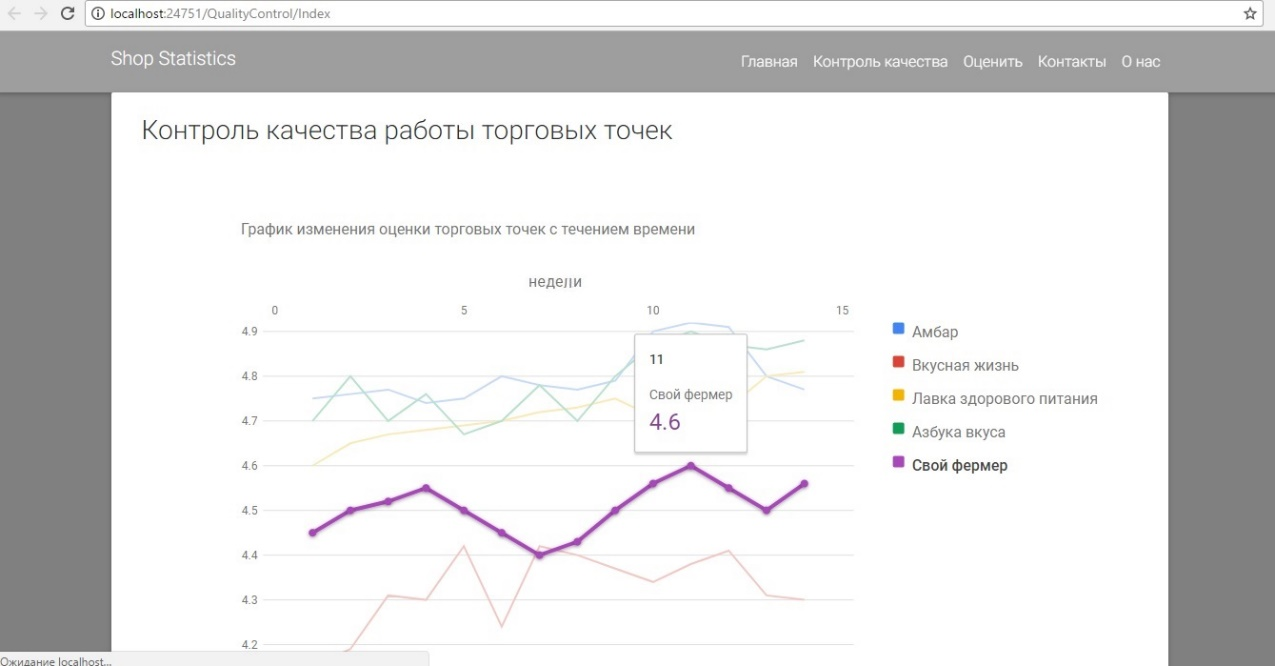 localhost:24751/QualityControl/Index
Shop Statistics
Главная Контроль качества Оценить Контакты О нас
Контроль качества работы торговых точек
График изменения оценки торговых точек с течением времени
недели
0 5 10 15
4.9
4.8
4.7
4.6
4.5
4.4
4.3
4.2
11
Свой фермер
4.6
Амбар
Вкусная жизнь
Лавка здорового питания
Азбука вкуса
Свой фермер
Ожидание localhost...